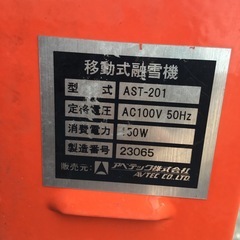 移動式融雪機
型式 AST-201
定格電圧 AC100V 50Hz
消費電力 50W
製造番号 23065
販売元: アベテック株式会社
AVTEC CO.,LTD.